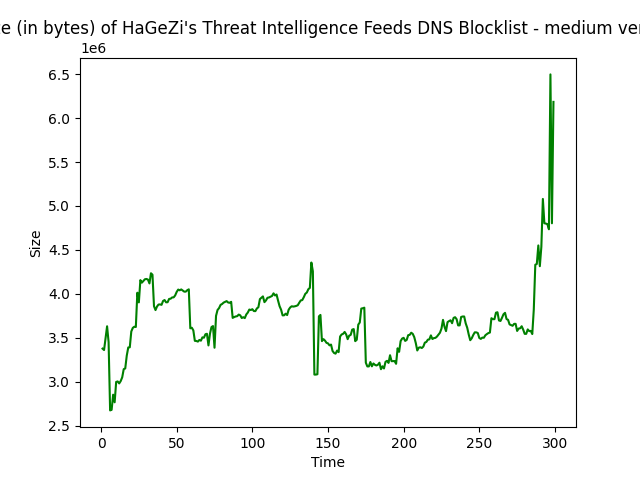 e (in bytes) of HaGeZi's Threat Intelligence Feeds DNS Blocklist - medium ver
1e6
6.5
6.0
5.5
5.0
4.5
4.0
3.5
3.0
2.5
Size
0 50 100 150 200 250 300
Time